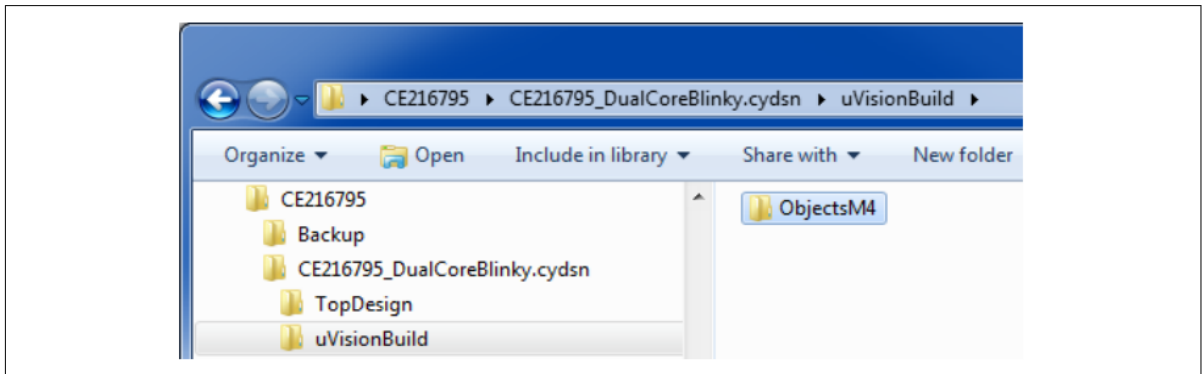 CE216795 ▸ CE216795_DualCoreBlinky.cydsn ▸ uVisionBuild ▸
Organize ▾ Open Include in library ▾ Share with ▾ New folder
CE216795
Backup
CE216795_DualCoreBlinky.cydsn
TopDesign
uVisionBuild
ObjectsM4